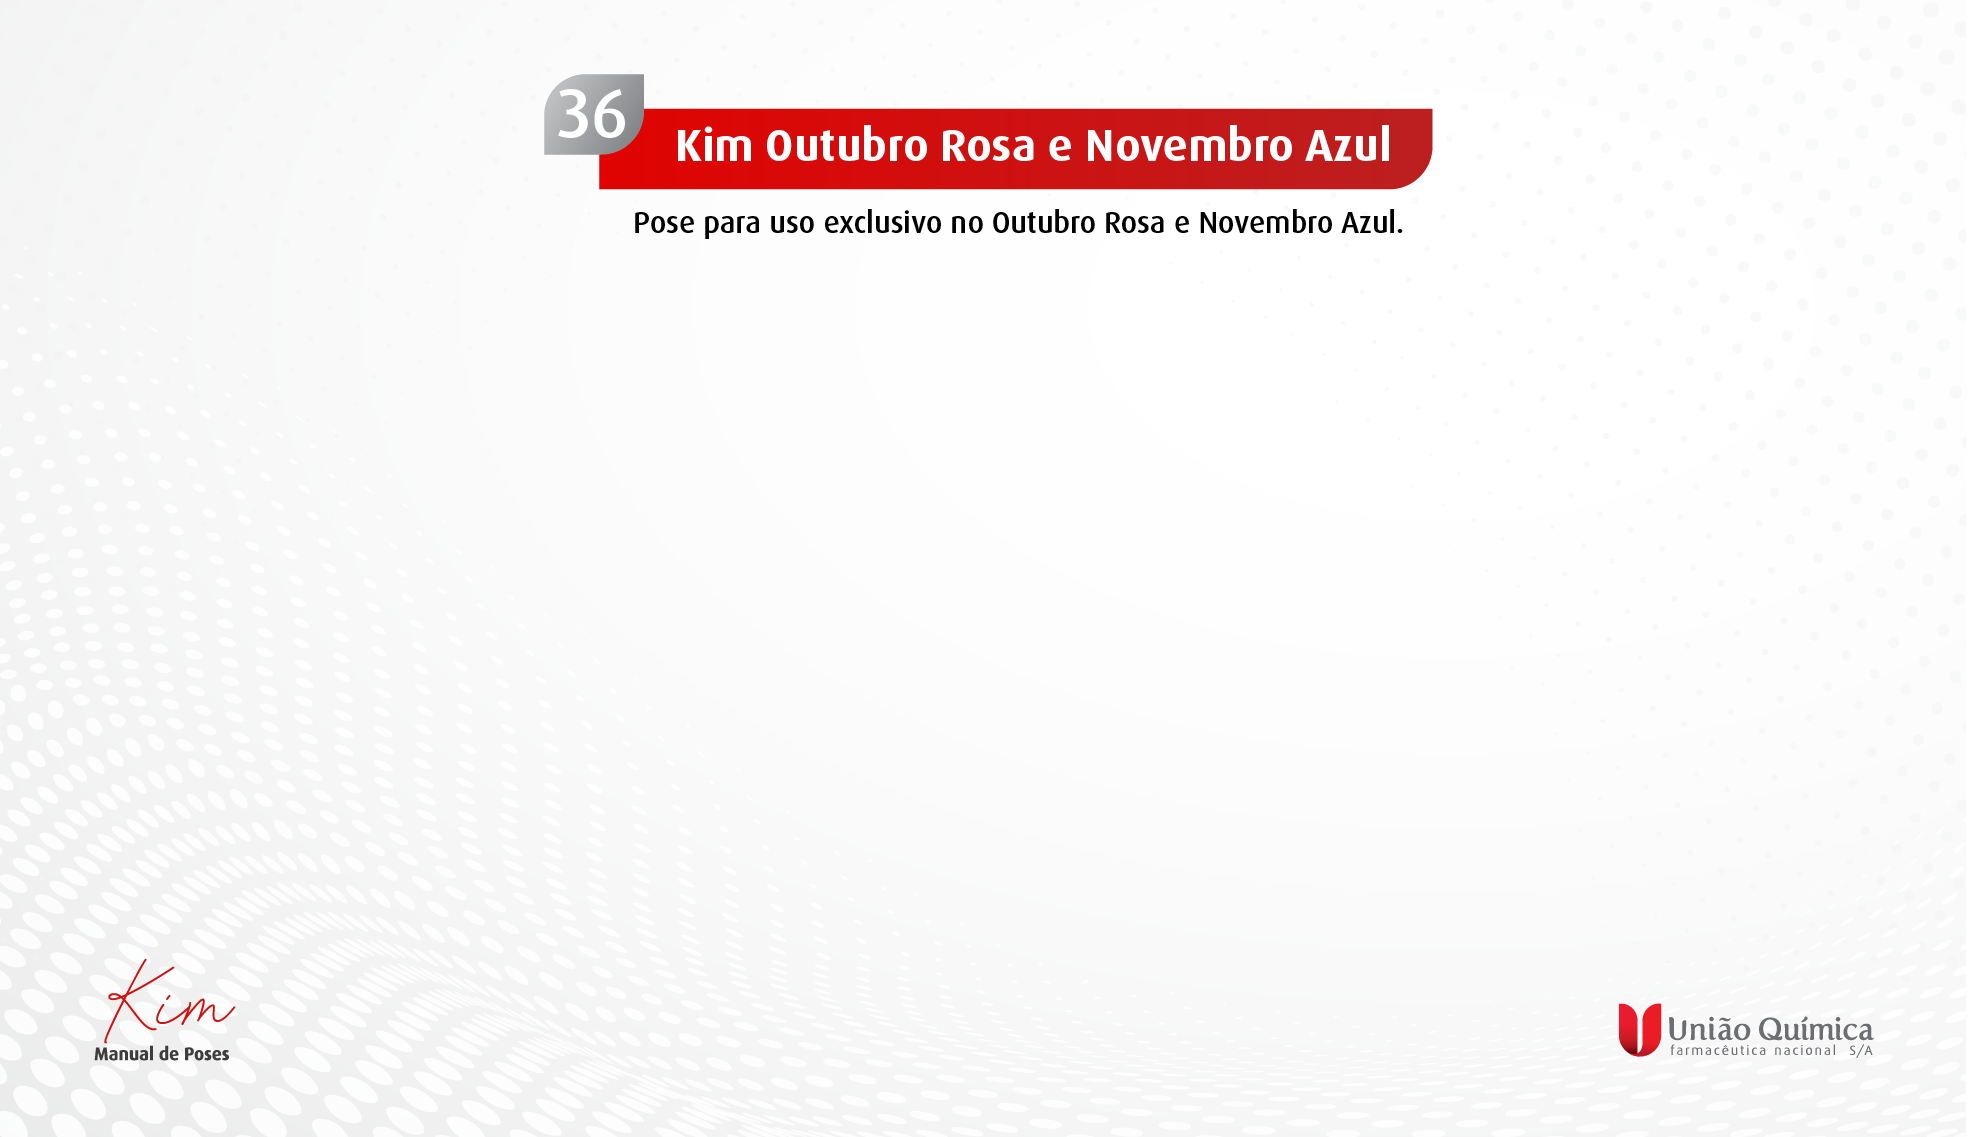 36
Kim Outubro Rosa e Novembro Azul
Pose para uso exclusivo no Outubro Rosa e Novembro Azul.
Kim
Manual de Poses
União Química
farmacêutica nacional S/A